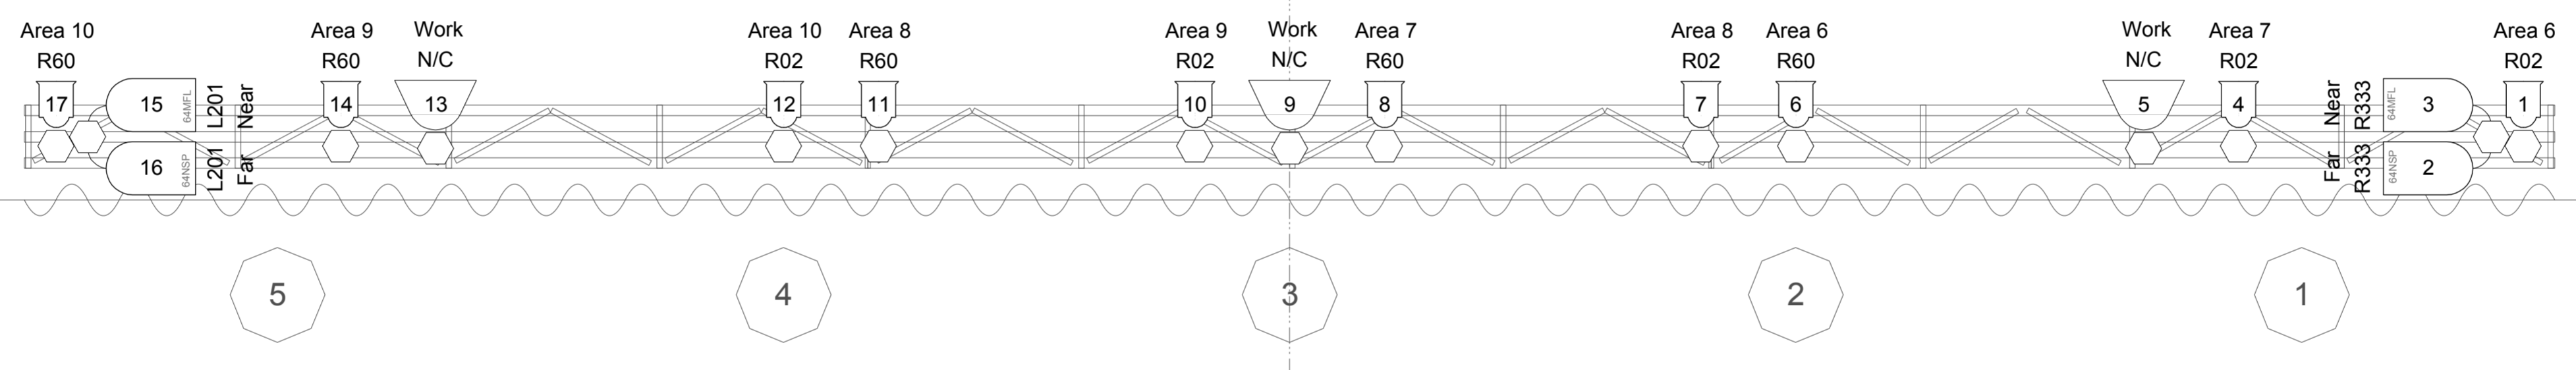 Area 10
R60
17
15
64MFL
L201
Near
16
64NSP
L201
Far
Area 9
R60
14
Work
N/C
13
Area 10
R02
12
Area 8
R60
11
Area 9
R02
10
Work
N/C
9
Area 7
R60
8
Area 8
R02
7
Area 6
R60
6
Work
N/C
5
Area 7
R02
4
Near
R333
64MFL
3
Far
R333
64NSP
2
Area 6
R02
1
5
4
3
2
1